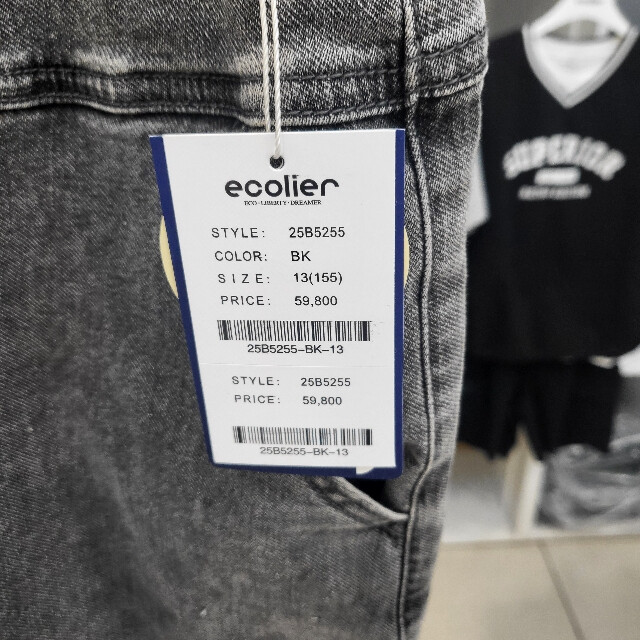 ecolier
ECO·LIBERTY·DREAMER
STYLE: 25B5255
COLOR: BK
SIZE: 13(155)
PRICE: 59,800
25B5255-BK-13
STYLE: 25B5255
PRICE: 59,800
25B5255-BK-13
SUPERIOR